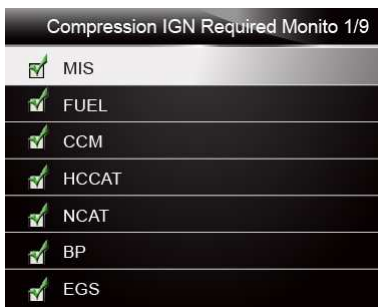 Compression IGN Required Monito 1/9
MIS
FUEL
CCM
HCCAT
NCAT
BP
EGS